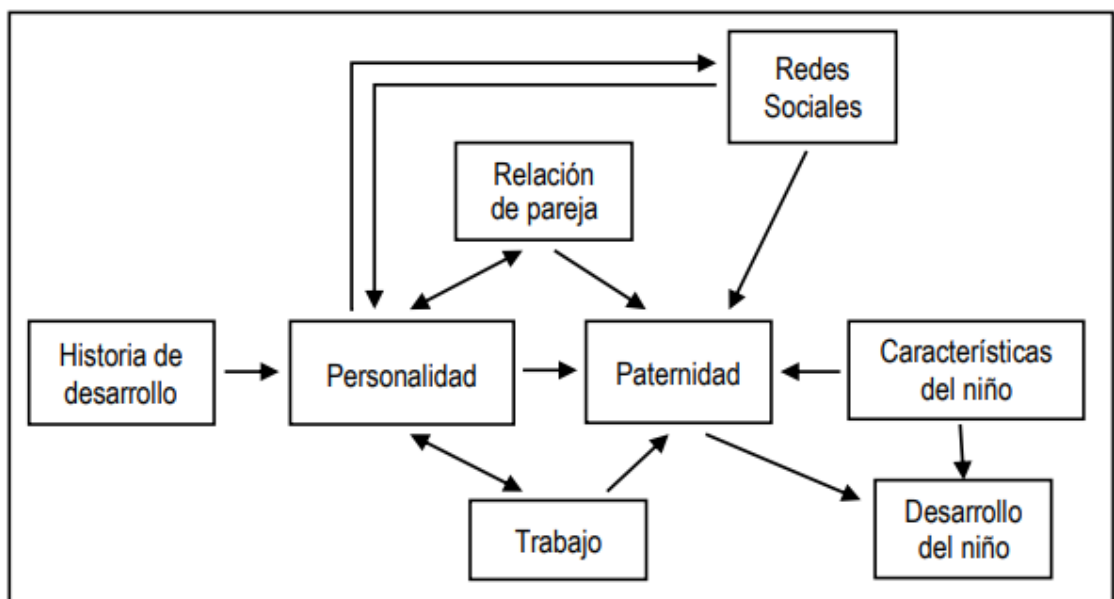 Redes
Sociales
Relación
de pareja
Historia de
desarrollo
Personalidad
Paternidad
Características
del niño
Trabajo
Desarrollo
del niño